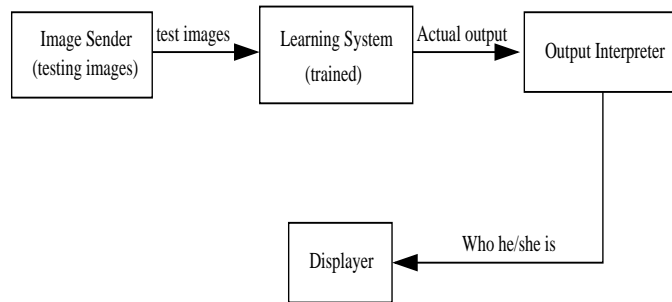 Image Sender
(testing images)
test images
Learning System
(trained)
Actual output
Output Interpreter
Who he/she is
Displayer